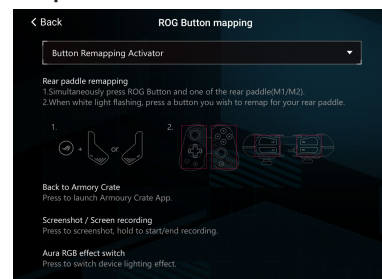 Back
ROG Button mapping
Button Remapping Activator
Rear paddle remapping
1.Simultaneously press ROG Button and one of the rear paddle(M1/M2).
2.When white light flashing, press a button you wish to remap for your rear paddle.
1.
2.
+
or
Back to Armory Crate
Press to launch Armoury Crate App.
Screenshot / Screen recording
Press to screenshot, hold to start/end recording.
Aura RGB effect switch
Press to switch device lighting effect.